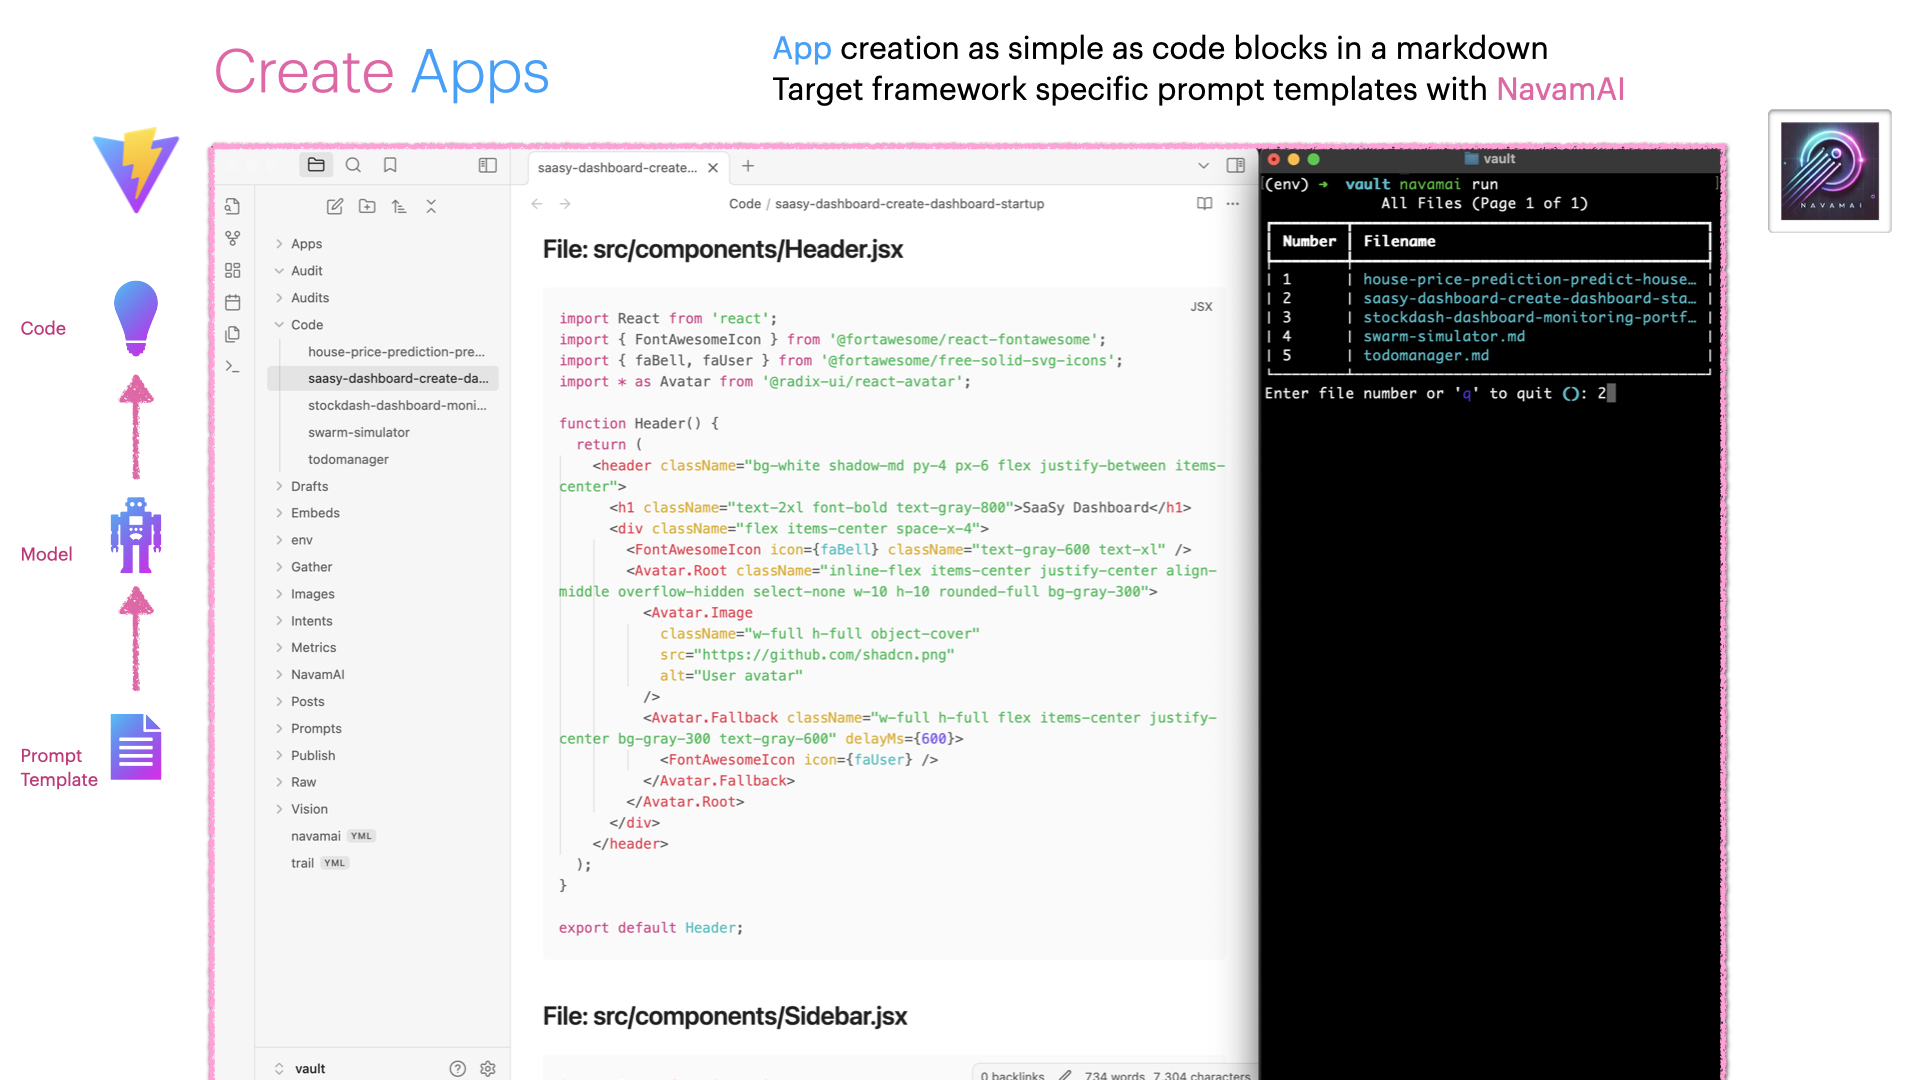 Create Apps
App creation as simple as code blocks in a markdown
Target framework specific prompt templates with NavamAI
NAVAMAI
Code
Model
Prompt
Template
Apps
Audit
Audits
Code
house-price-prediction-pre...
saasy-dashboard-create-da...
stockdash-dashboard-moni...
swarm-simulator
todomanager
Drafts
Embeds
env
Gather
Images
Intents
Metrics
NavamAI
Posts
Prompts
Publish
Raw
Vision
navamai YML
trail YML
vault
saasy-dashboard-create...
Code / saasy-dashboard-create-dashboard-startup
File: src/components/Header.jsx
JSX
import React from 'react';
import { FontAwesomeIcon } from '@fortawesome/react-fontawesome';
import { faBell, faUser } from '@fortawesome/free-solid-svg-icons';
import * as Avatar from '@radix-ui/react-avatar';
function Header() {
return (
<header className="bg-white shadow-md py-4 px-6 flex justify-between items-
center">
<h1 className="text-2xl font-bold text-gray-800">SaaSy Dashboard</h1>
<div className="flex items-center space-x-4">
<FontAwesomeIcon icon={faBell} className="text-gray-600 text-xl" />
<Avatar.Root className="inline-flex items-center justify-center align-
middle overflow-hidden select-none w-10 h-10 rounded-full bg-gray-300">
<Avatar.Image
className="w-full h-full object-cover"
src="https://github.com/shadcn.png"
alt="User avatar"
/>
<Avatar.Fallback className="w-full h-full flex items-center justify-
center bg-gray-300 text-gray-600" delayMs={600}>
<FontAwesomeIcon icon={faUser} />
</Avatar.Fallback>
</Avatar.Root>
</div>
</header>
);
}
export default Header;
File: src/components/Sidebar.jsx
0 backlinks 734 words 7,304 characters
vault
(env) → vault navamai run
All Files (Page 1 of 1)
Number Filename
1 house-price-prediction-predict-house…
2 saasy-dashboard-create-dashboard-sta…
3 stockdash-dashboard-monitoring-portf…
4 swarm-simulator.md
5 todomanager.md
Enter file number or 'q' to quit (): 2